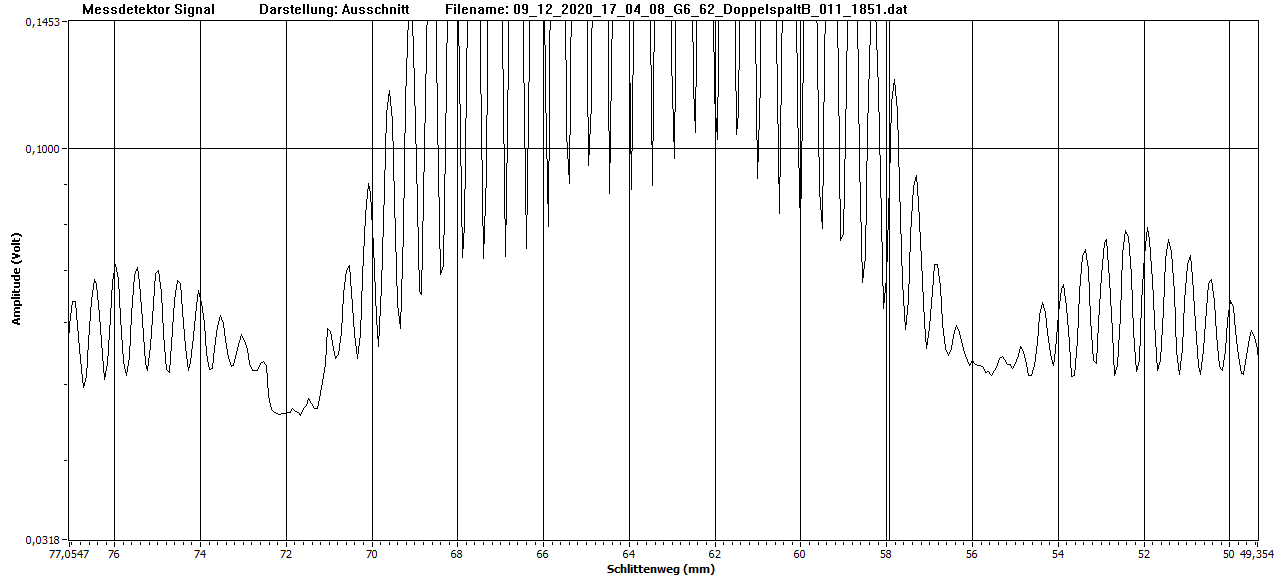 Messdetektor Signal Darstellung: Ausschnitt Filename: 09_12_2020_17_04_08_G6_62_DoppelspaltB_011_1851.dat
0,1453
0,1000
Amplitude (Volt)
0,0318
77,0547 76 74 72 70 68 66 64 62 60 58 56 54 52 50 49,354
Schlittenweg (mm)